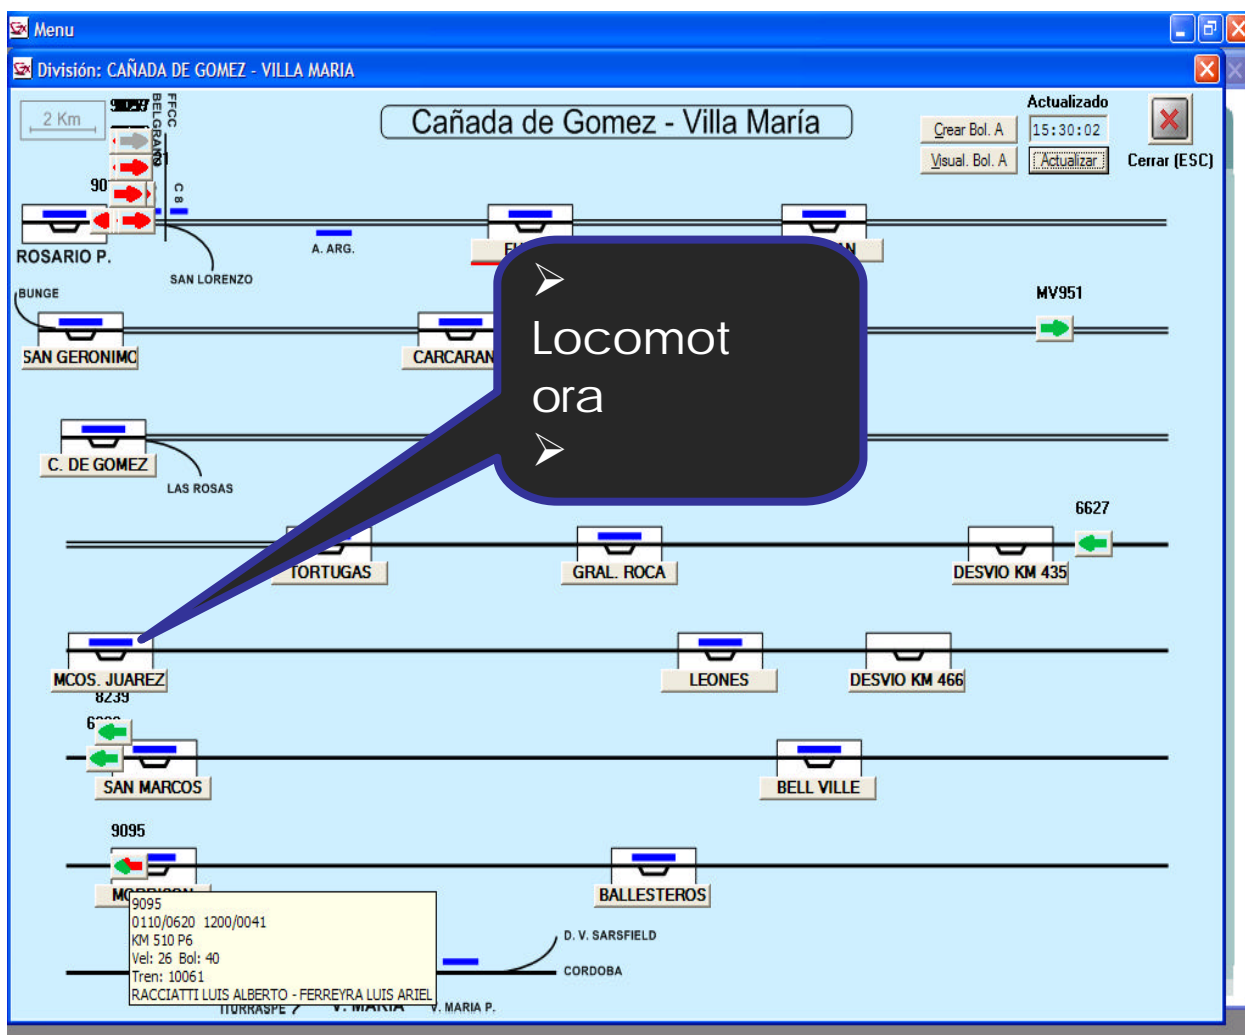 Menu
División: CAÑADA DE GOMEZ - VILLA MARIA
2 Km
FFCC
BELGRANO
C 8
Cañada de Gomez - Villa María
Crear Bol. A
Visual. Bol. A
Actualizado
15:30:02
Actualizar
Cerrar (ESC)
ROSARIO P.
SAN LORENZO
A. ARG.
BUNGE
SAN GERONIMO
CARCARAN
MV951
➢
Locomot
ora
➢
C. DE GOMEZ
LAS ROSAS
6627
TORTUGAS
GRAL. ROCA
DESVIO KM 435
MCOS. JUAREZ
LEONES
DESVIO KM 466
8239
SAN MARCOS
BELL VILLE
9095
BALLESTEROS
9095
0110/0620 1200/0041
KM 510 P6
Vel: 26 Bol: 40
Tren: 10061
RACCIATTI LUIS ALBERTO - FERREYRA LUIS ARIEL
D. V. SARSFIELD
CORDOBA
ITURRASPE
V. MARIA
V. MARIA P.